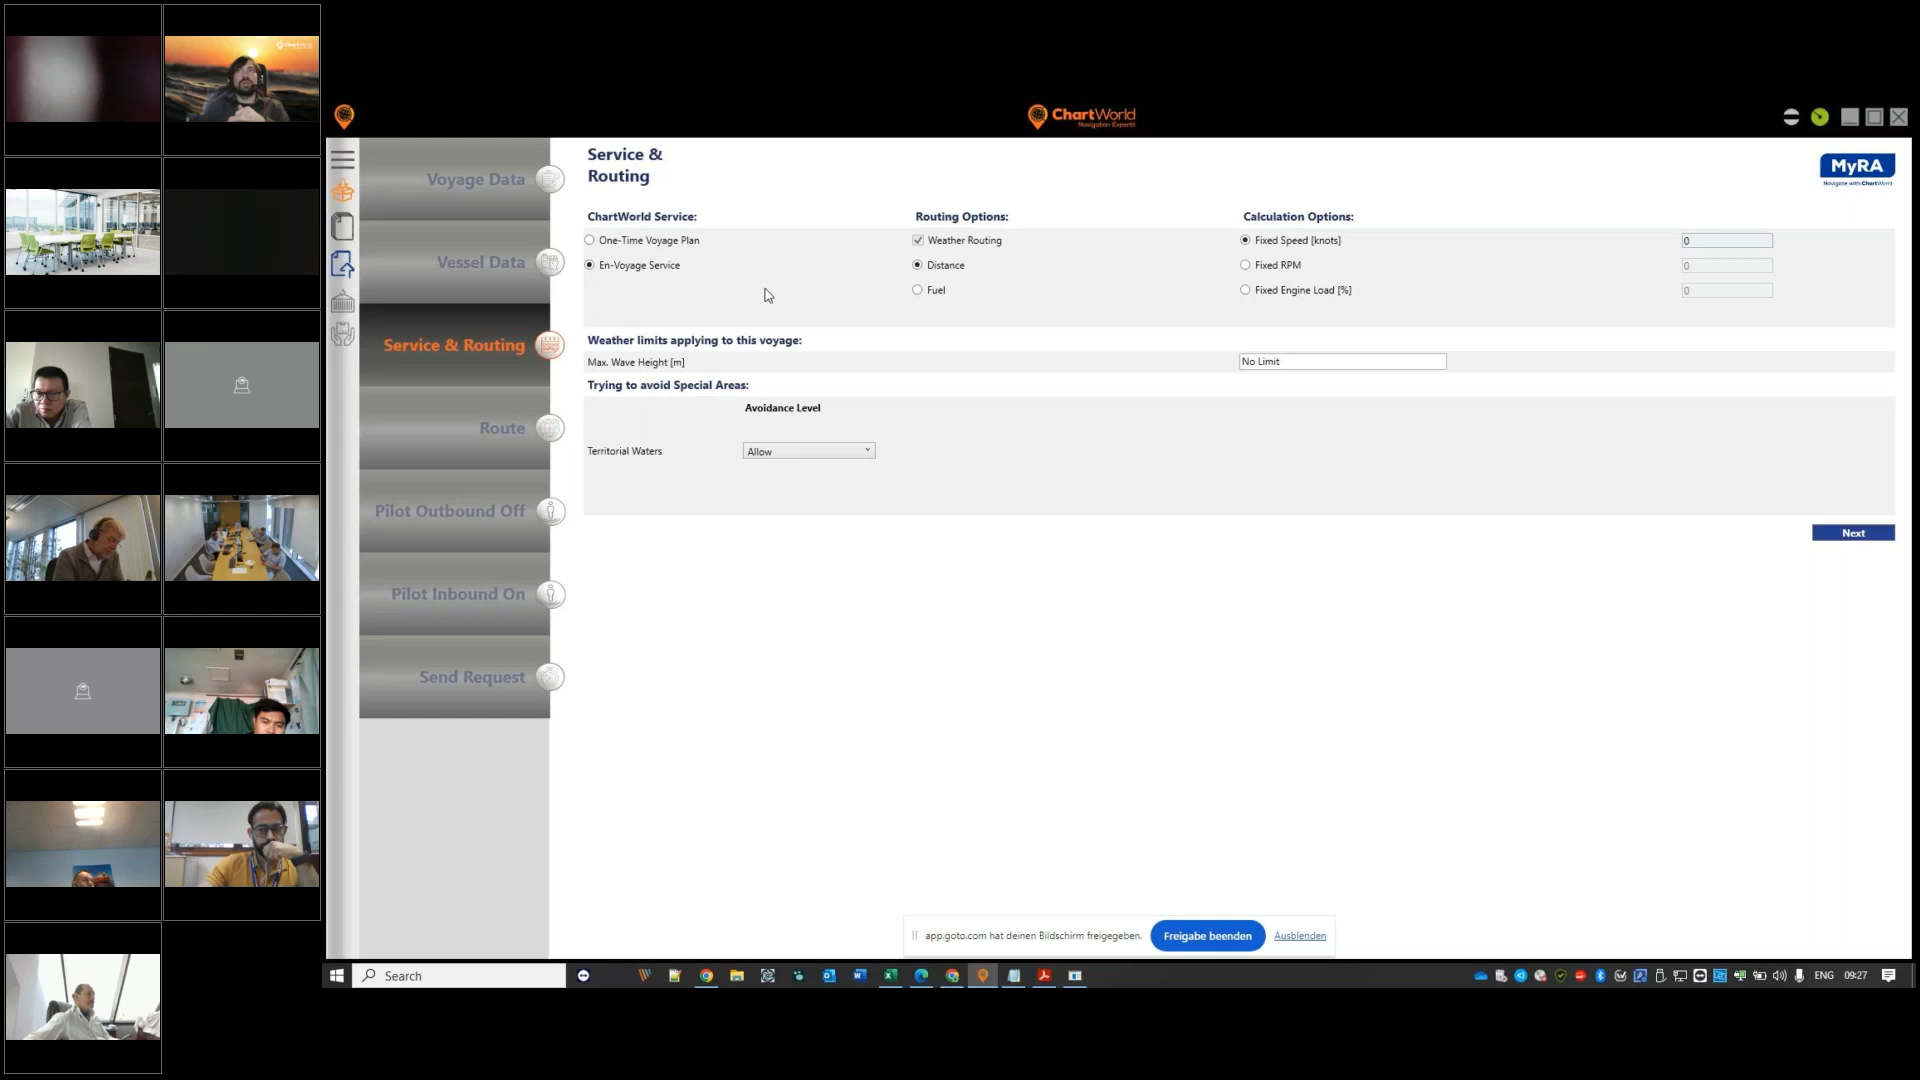 ChartWorld
ChartWorld
Navigation Experts
Voyage Data
Vessel Data
Service & Routing
Route
Pilot Outbound Off
Pilot Inbound On
Send Request
Service &
Routing
MyRA
Navigate with ChartWorld
ChartWorld Service:
Routing Options:
Calculation Options:
One-Time Voyage Plan
Weather Routing
Fixed Speed [knots]
0
En-Voyage Service
Distance
Fixed RPM
0
Fuel
Fixed Engine Load [%]
0
Weather limits applying to this voyage:
Max. Wave Height [m]
No Limit
Trying to avoid Special Areas:
Avoidance Level
Territorial Waters
Allow
Next
app.goto.com hat deinen Bildschirm freigegeben.
Freigabe beenden
Ausblenden
Search
ENG
09:27